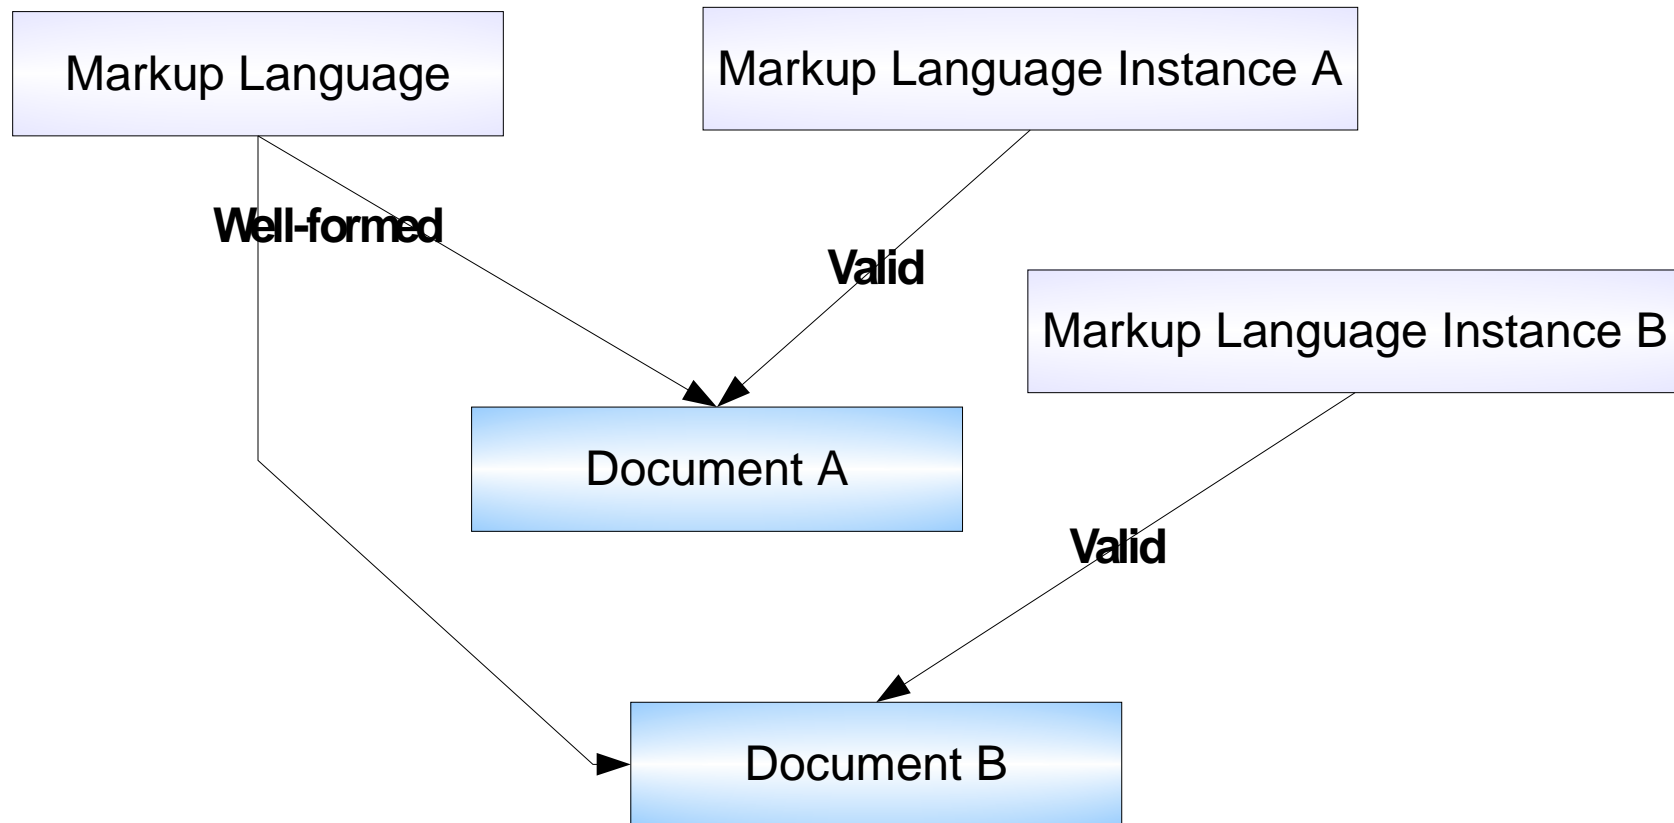 Markup Language
Markup Language Instance A
Well-formed
Valid
Markup Language Instance B
Document A
Valid
Document B